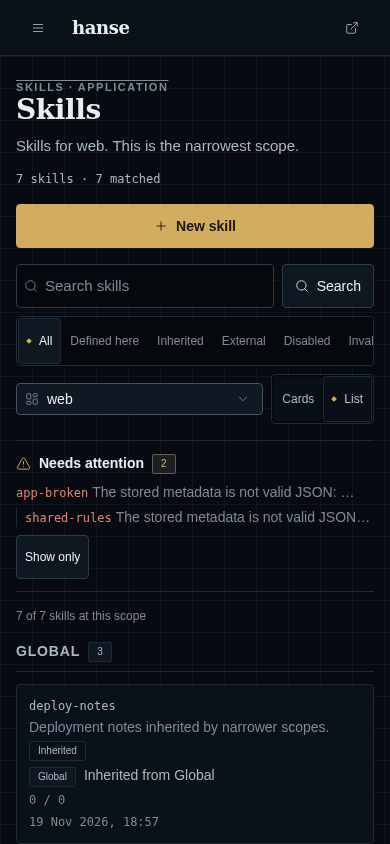 hanse
SKILLS · APPLICATION
Skills
Skills for web. This is the narrowest scope.
7 skills · 7 matched
New skill
Search skills Search
All Defined here Inherited External Disabled
web Cards List
Needs attention 2
app-broken The stored metadata is not valid JSON: …
shared-rules The stored metadata is not valid JSON…
Show only
7 of 7 skills at this scope
GLOBAL 3
deploy-notes
Deployment notes inherited by narrower scopes.
Inherited
Global Inherited from Global
0 / 0
19 Nov 2026, 18:57